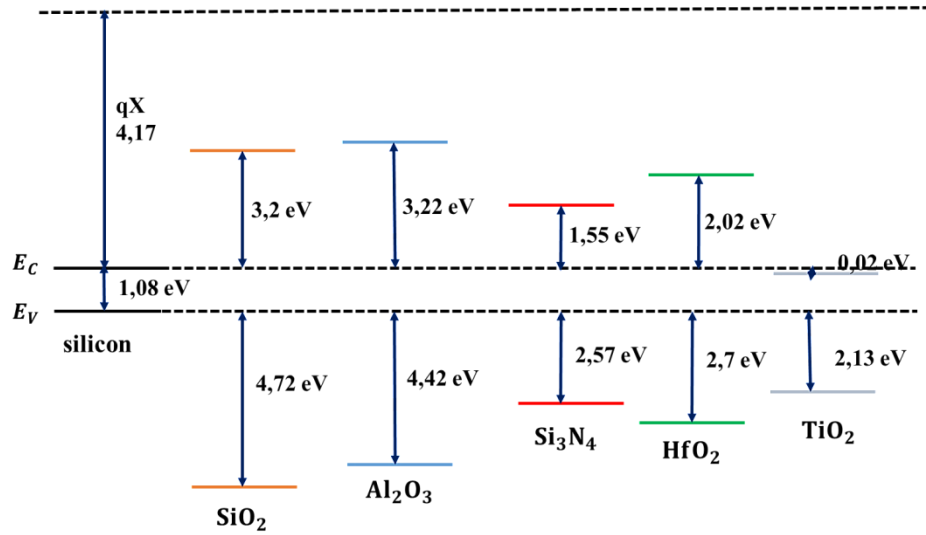 qX
4,17
3,2 eV
3,22 eV
1,55 eV
2,02 eV
0,02 eV
E_C
1,08 eV
E_V
silicon
4,72 eV
4,42 eV
2,57 eV
2,7 eV
2,13 eV
SiO₂
Al₂O₃
Si₃N₄
HfO₂
TiO₂